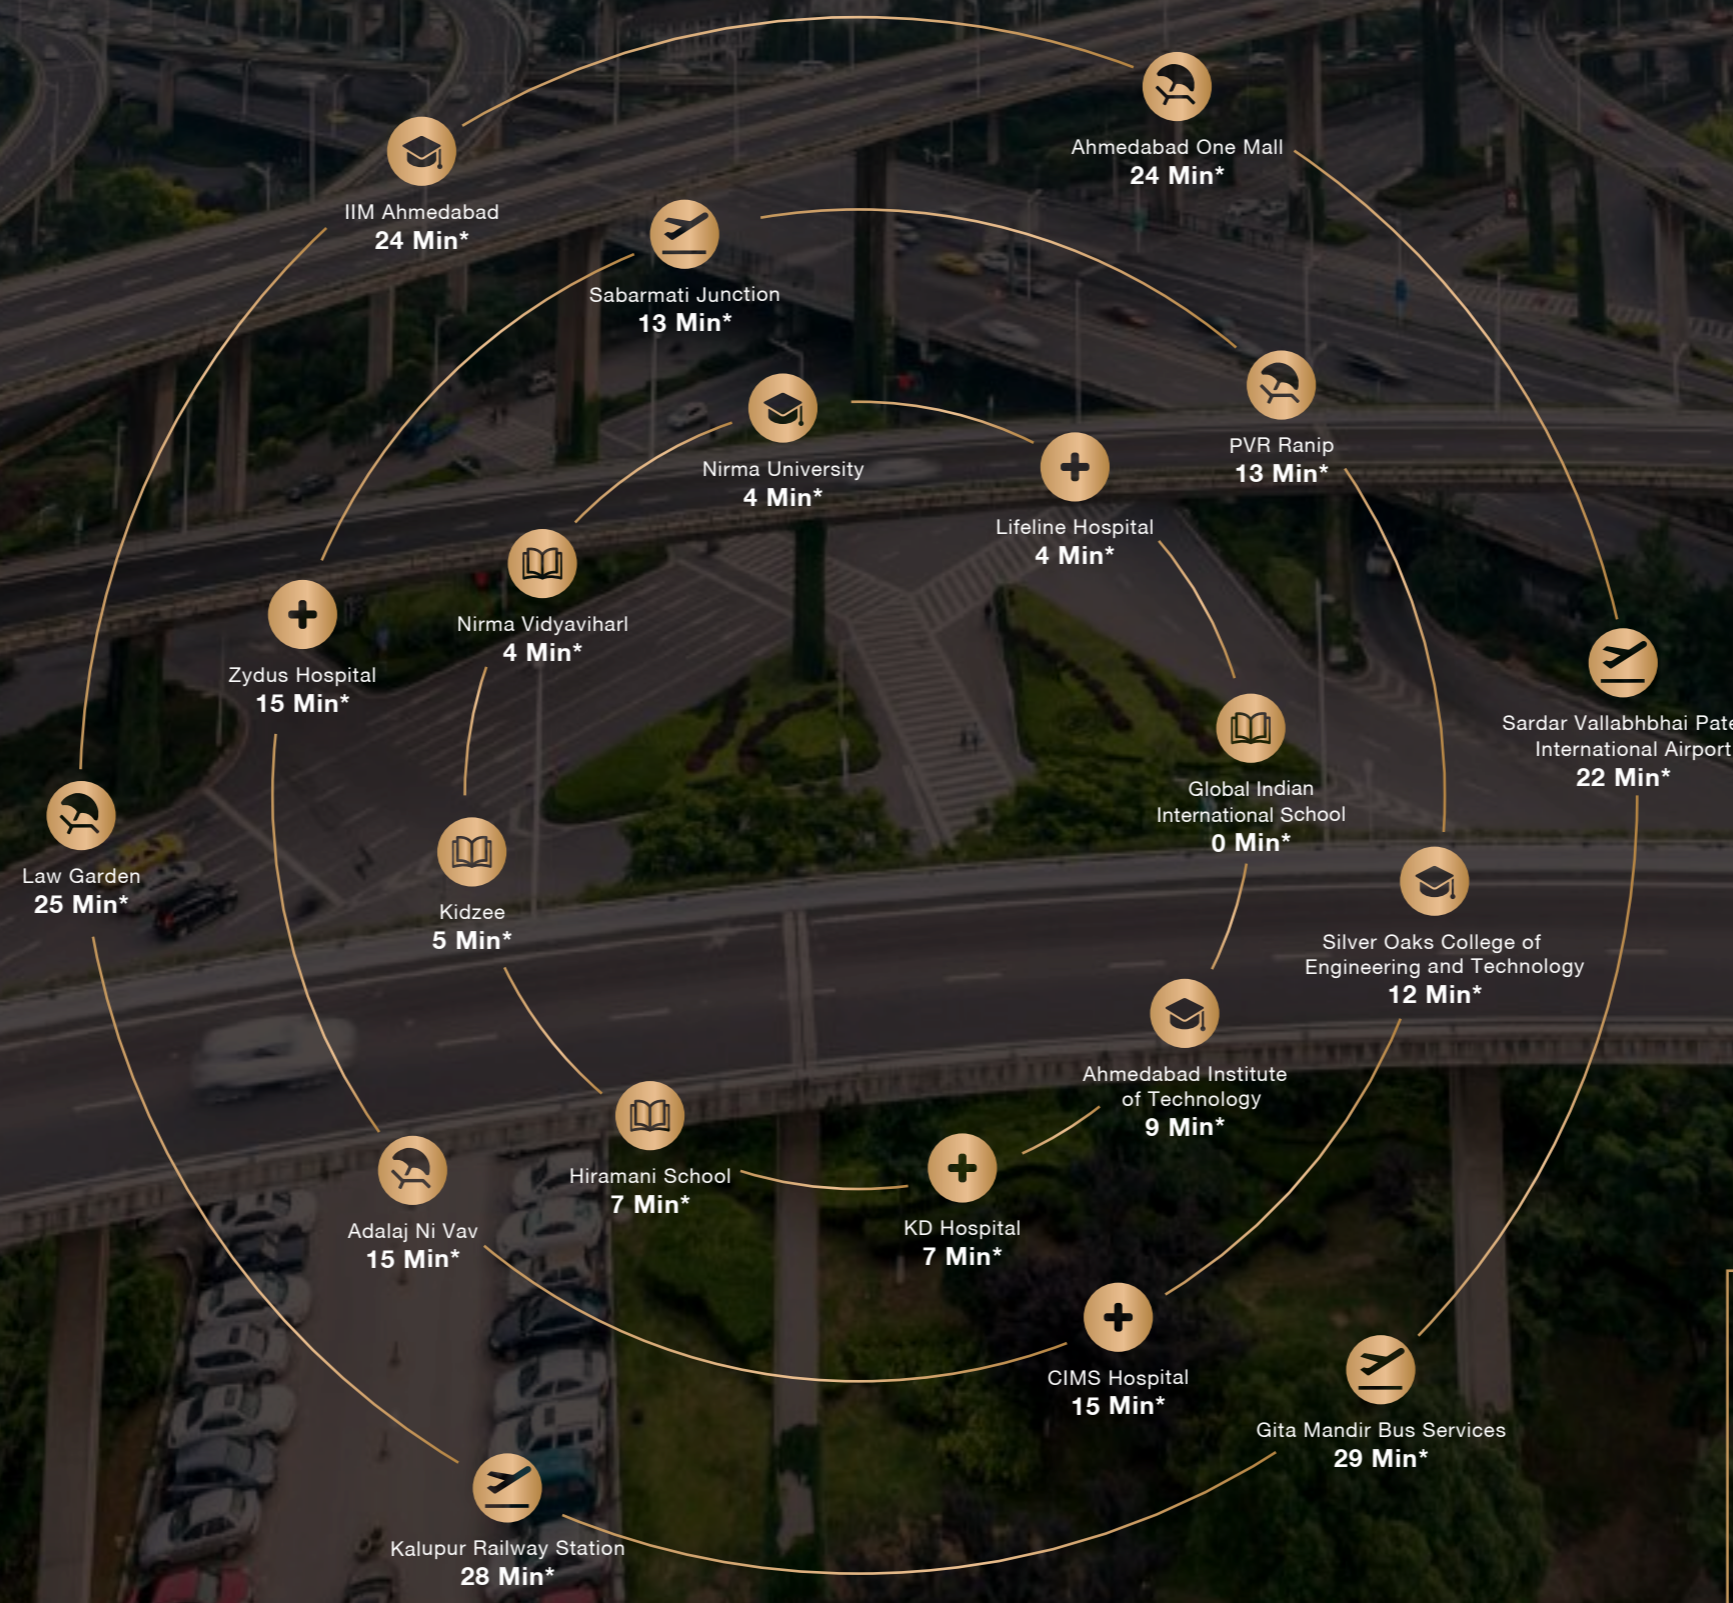 Ahmedabad One Mall
24 Min*
IIM Ahmedabad
24 Min*
Sabarmati Junction
13 Min*
PVR Ranip
13 Min*
Nirma University
4 Min*
Lifeline Hospital
4 Min*
Nirma Vidyaviharl
4 Min*
Zydus Hospital
15 Min*
Sardar Vallabhbhai Pate
International Airport
22 Min*
Global Indian
International School
0 Min*
Law Garden
25 Min*
Kidzee
5 Min*
Silver Oaks College of
Engineering and Technology
12 Min*
Ahmedabad Institute
of Technology
9 Min*
Hiramani School
7 Min*
Adalaj Ni Vav
15 Min*
KD Hospital
7 Min*
CIMS Hospital
15 Min*
Gita Mandir Bus Services
29 Min*
Kalupur Railway Station
28 Min*